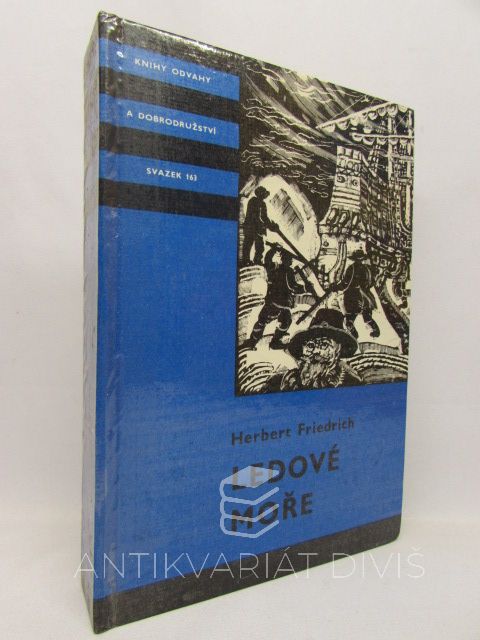 KNIHY ODVAHY
A DOBRODRUŽSTVÍ
SVAZEK 163
Herbert Friedrich
LEDOVÉ
MOŘE
ANTIKVARIÁT DIVIŠ